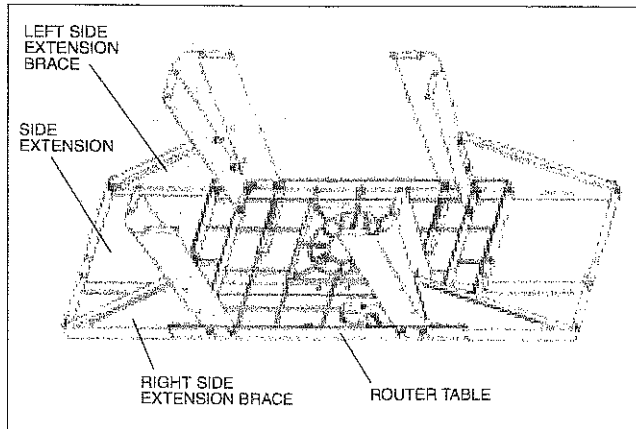 LEFT SIDE
EXTENSION
BRACE
SIDE
EXTENSION
RIGHT SIDE
EXTENSION BRACE
ROUTER TABLE